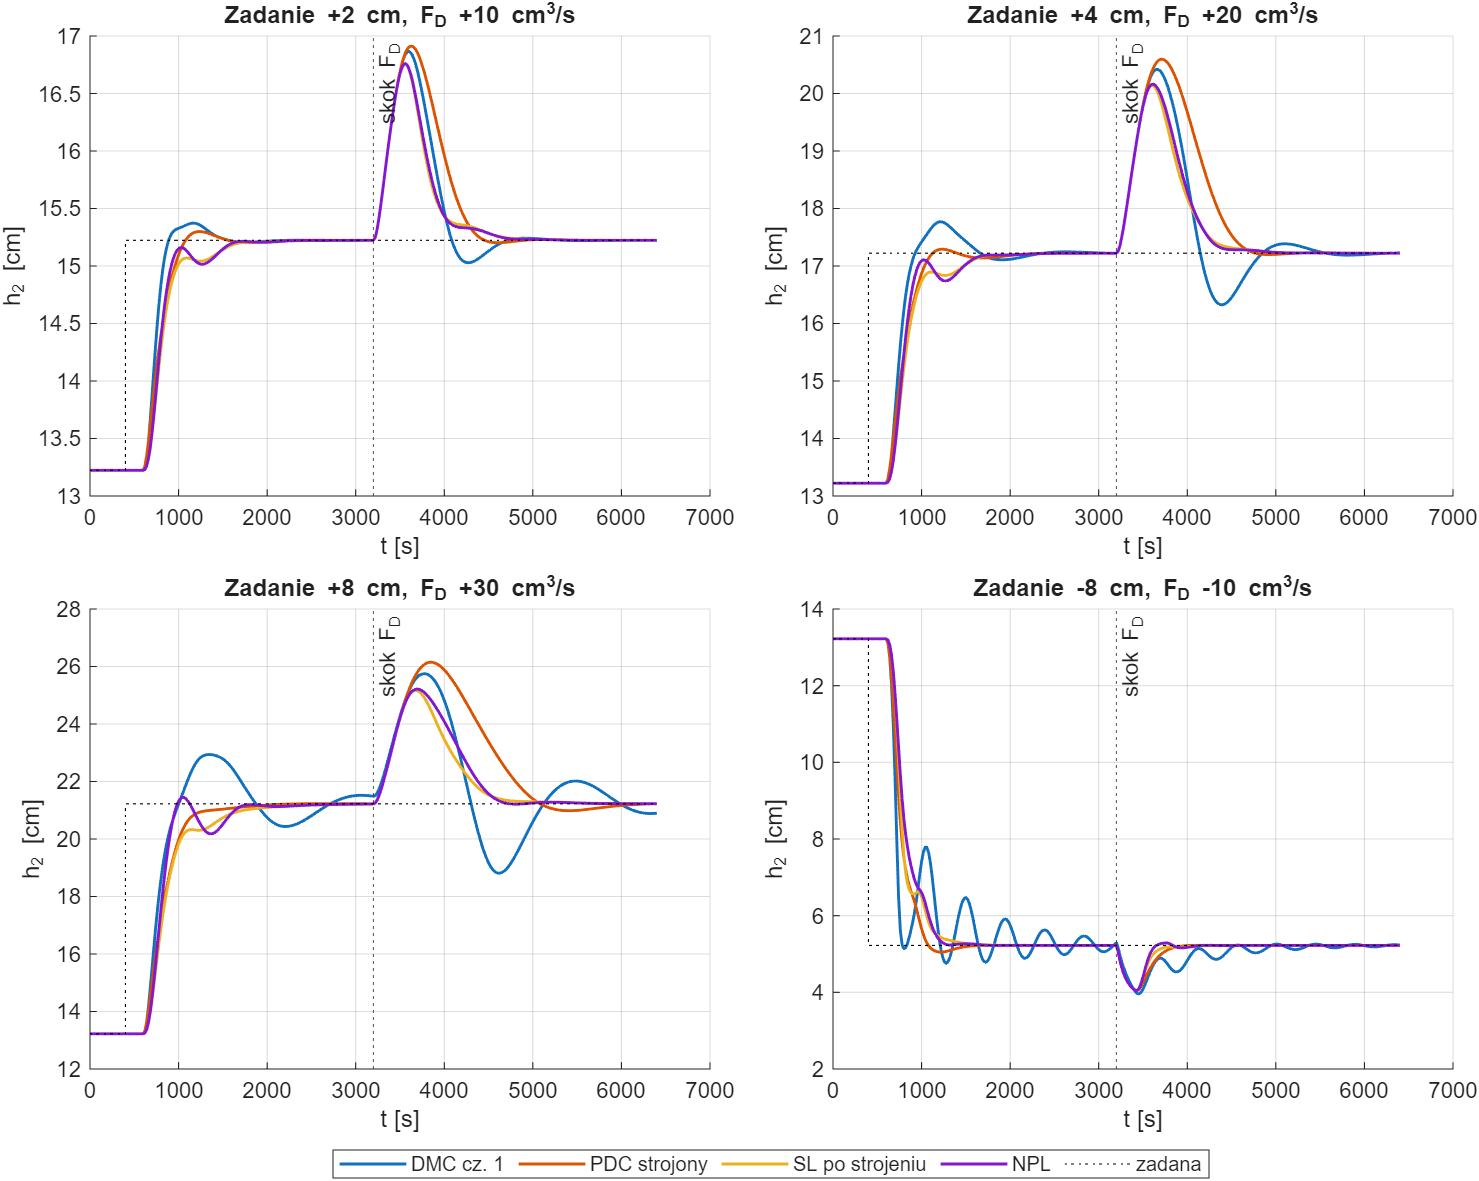 Zadanie +2 cm, F_D +10 cm³/s
17
16.5
16
15.5
15
14.5
14
13.5
13
h₂ [cm]
skok F_D
0 1000 2000 3000 4000 5000 6000 7000
t [s]
Zadanie +4 cm, F_D +20 cm³/s
21
20
19
18
17
16
15
14
13
h₂ [cm]
skok F_D
0 1000 2000 3000 4000 5000 6000 7000
t [s]
Zadanie +8 cm, F_D +30 cm³/s
28
26
24
22
20
18
16
14
12
h₂ [cm]
skok F_D
0 1000 2000 3000 4000 5000 6000 7000
t [s]
Zadanie -8 cm, F_D -10 cm³/s
14
12
10
8
6
4
2
h₂ [cm]
skok F_D
0 1000 2000 3000 4000 5000 6000 7000
t [s]
DMC cz. 1 PDC strojony SL po strojeniu NPL zadana